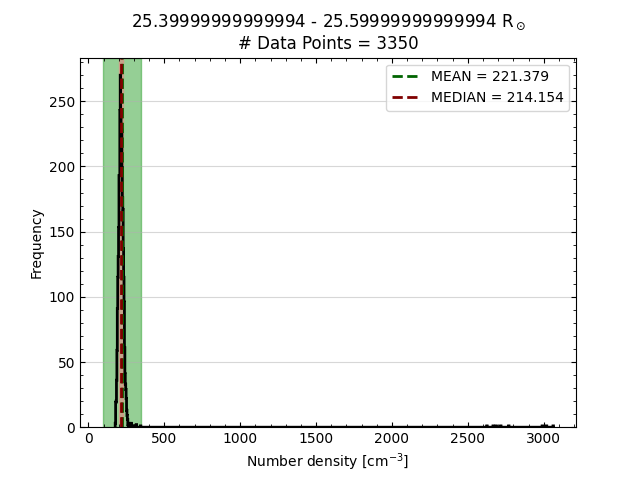 25.39999999999994 - 25.59999999999994 R⊙
# Data Points = 3350
MEAN = 221.379
MEDIAN = 214.154
250
200
150
100
50
0
Frequency
0 500 1000 1500 2000 2500 3000
Number density [cm⁻³]